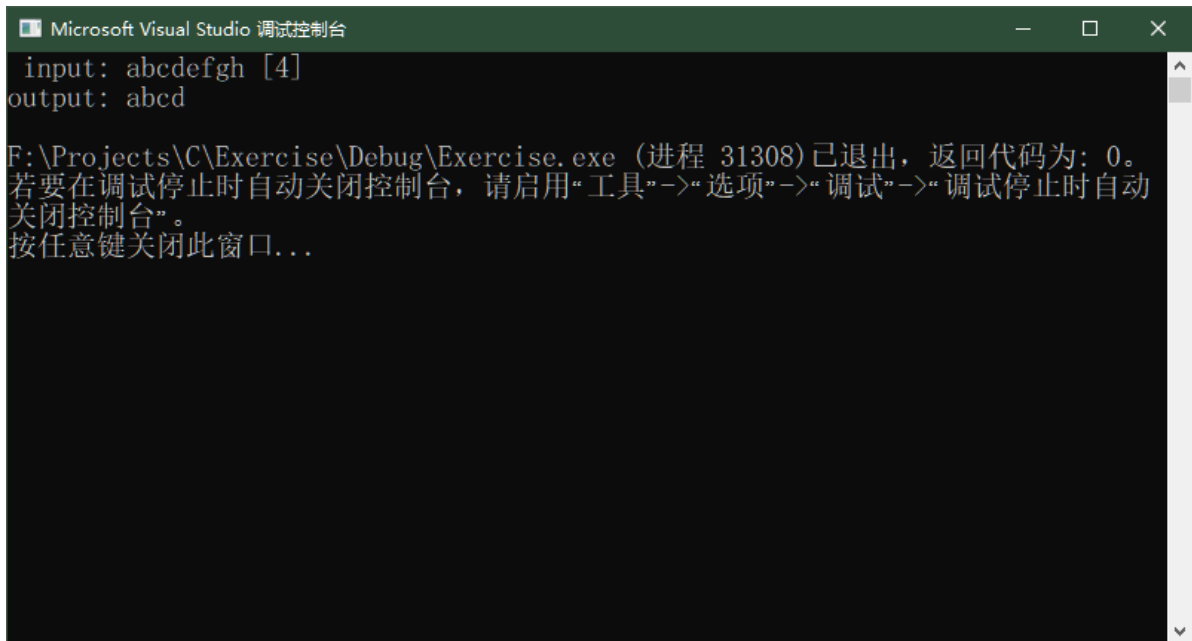 Microsoft Visual Studio 调试控制台
 input: abcdefgh [4]
output: abcd
F:\Projects\C\Exercise\Debug\Exercise.exe (进程 31308)已退出，返回代码为: 0。
若要在调试停止时自动关闭控制台，请启用“工具”->“选项”->“调试”->“调试停止时自动
关闭控制台”。
按任意键关闭此窗口...